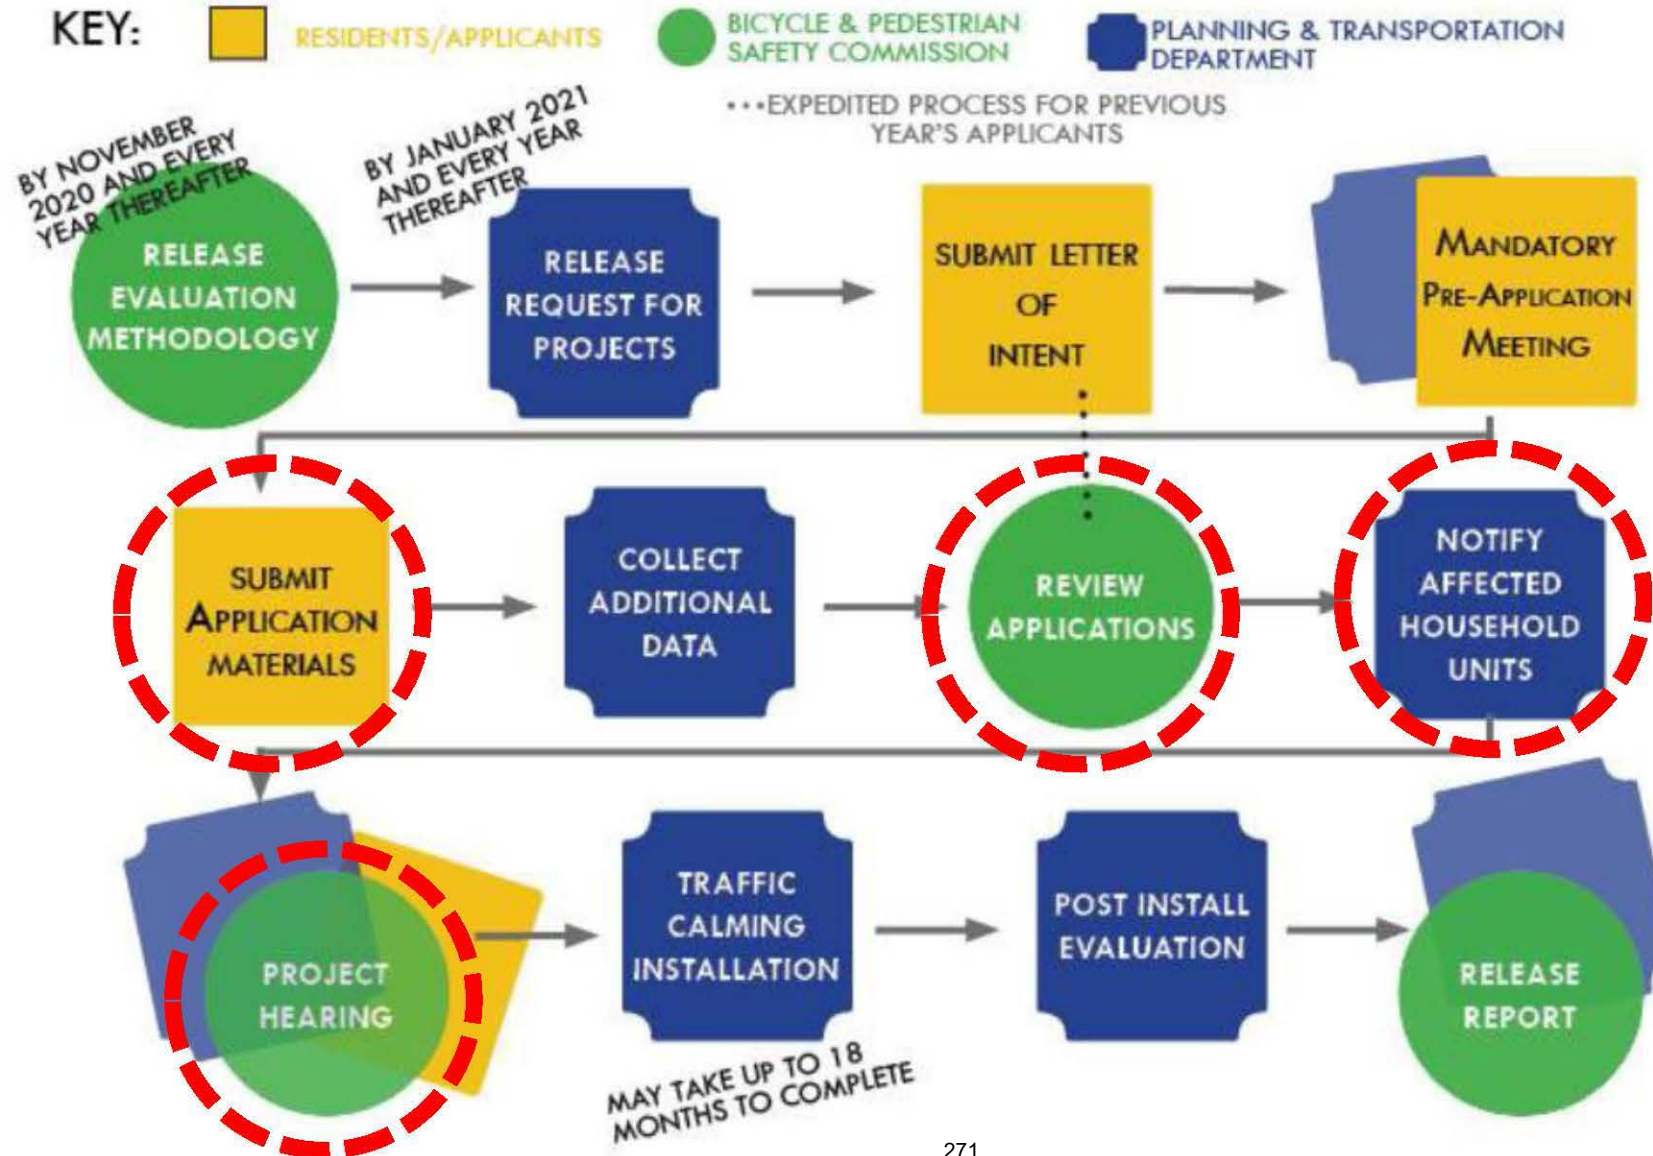 KEY:
RESIDENTS/APPLICANTS
BICYCLE & PEDESTRIAN
SAFETY COMMISSION
PLANNING & TRANSPORTATION
DEPARTMENT
•••EXPEDITED PROCESS FOR PREVIOUS
YEAR'S APPLICANTS
BY NOVEMBER
2020 AND EVERY
YEAR THEREAFTER
BY JANUARY 2021
AND EVERY YEAR
THEREAFTER
RELEASE
EVALUATION
METHODOLOGY
RELEASE
REQUEST FOR
PROJECTS
SUBMIT LETTER
OF
INTENT
MANDATORY
PRE-APPLICATION
MEETING
SUBMIT
APPLICATION
MATERIALS
COLLECT
ADDITIONAL
DATA
REVIEW
APPLICATIONS
NOTIFY
AFFECTED
HOUSEHOLD
UNITS
PROJECT
HEARING
TRAFFIC
CALMING
INSTALLATION
MAY TAKE UP TO 18
MONTHS TO COMPLETE
POST INSTALL
EVALUATION
RELEASE
REPORT
271